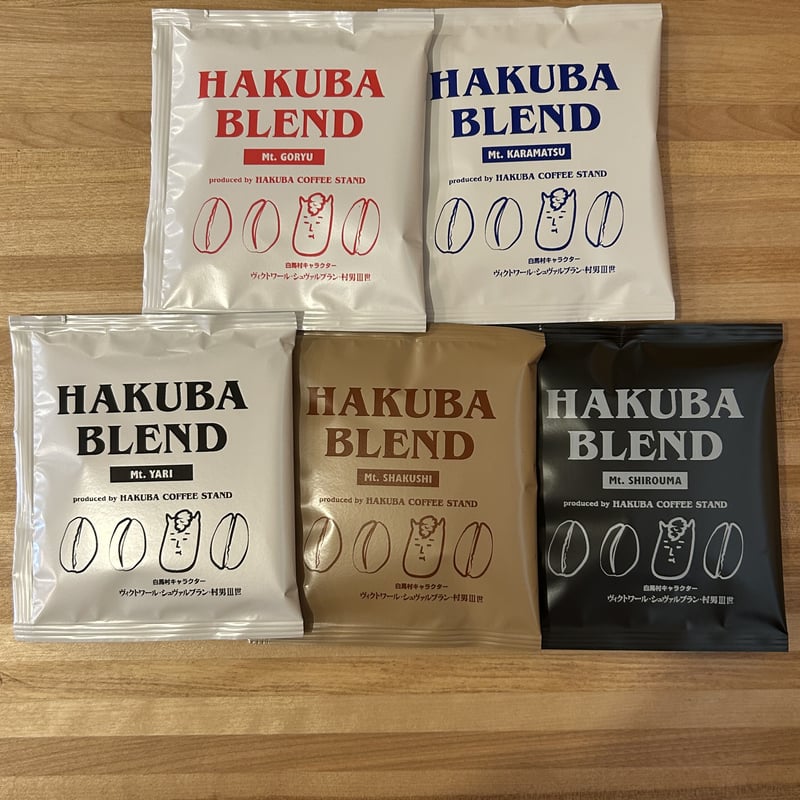 HAKUBA
BLEND
Mt. GORYU
produced by HAKUBA COFFEE STAND
白馬村キャラクター
ヴィクトワール・シュヴァルブラン・村男III世
HAKUBA
BLEND
Mt. KARAMATSU
produced by HAKUBA COFFEE STAND
白馬村キャラクター
ヴィクトワール・シュヴァルブラン・村男III世
HAKUBA
BLEND
Mt. YARI
produced by HAKUBA COFFEE STAND
白馬村キャラクター
ヴィクトワール・シュヴァルブラン・村男III世
HAKUBA
BLEND
Mt. SHAKUSHI
produced by HAKUBA COFFEE STAND
白馬村キャラクター
ヴィクトワール・シュヴァルブラン・村男III世
HAKUBA
BLEND
Mt. SHIROUMA
produced by HAKUBA COFFEE STAND
白馬村キャラクター
ヴィクトワール・シュヴァルブラン・村男III世